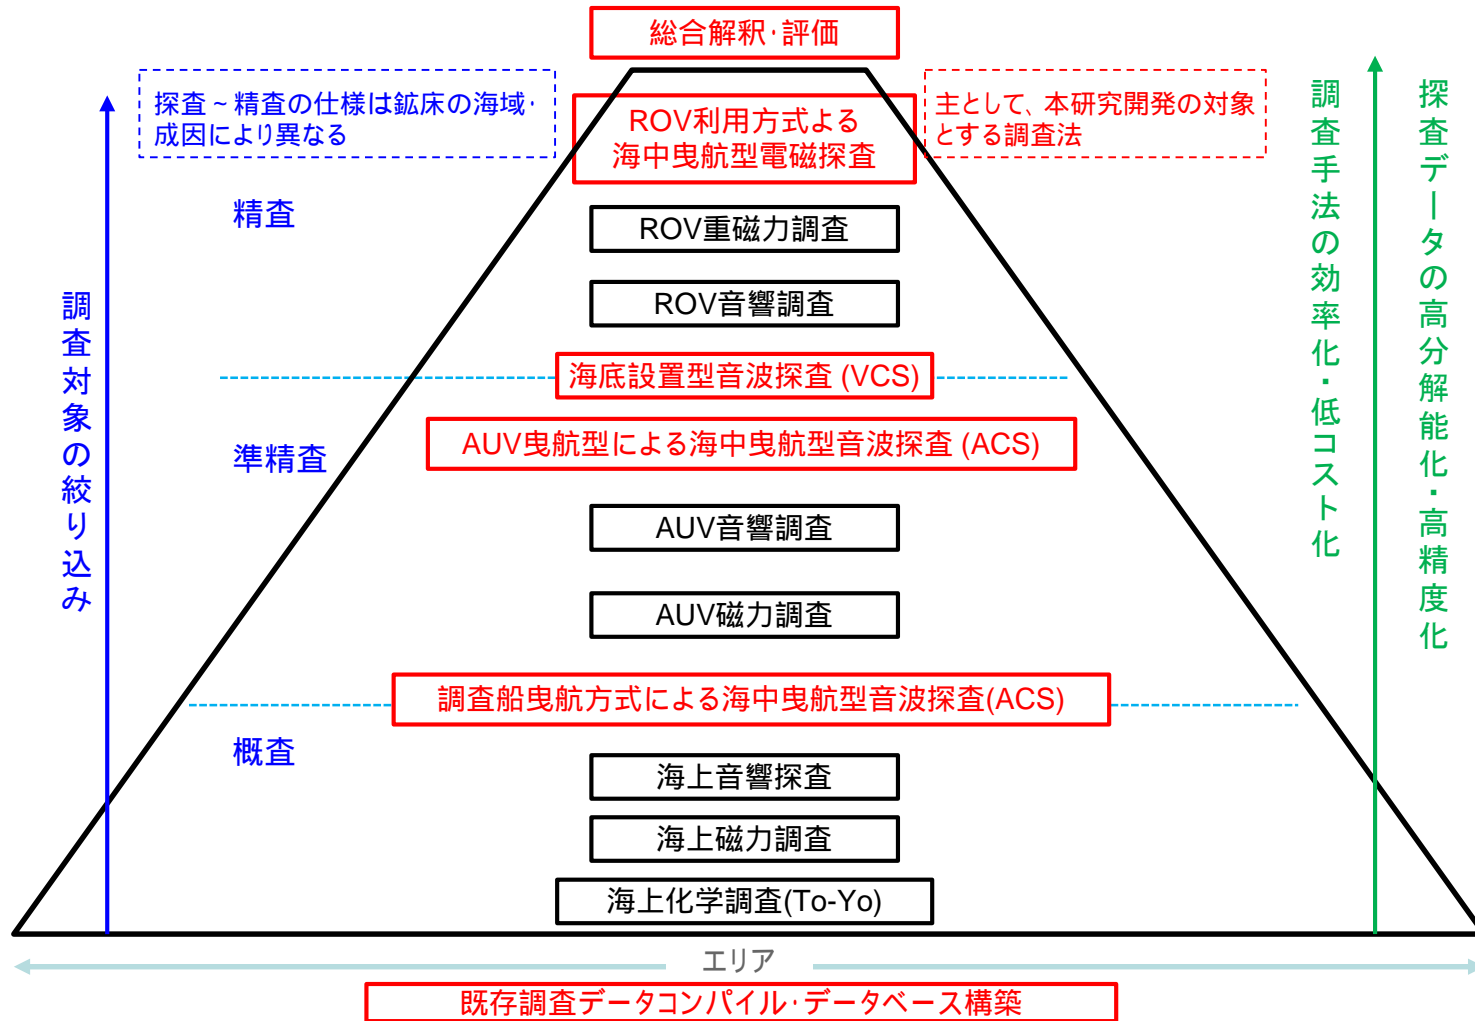 総合解釈・評価
探査～精査の仕様は鉱床の海域・
成因により異なる
ROV利用方式よる
海中曳航型電磁探査
主として、本研究開発の対象
とする調査法
精査
ROV重磁力調査
ROV音響調査
海底設置型音波探査 (VCS)
準精査
AUV曳航型による海中曳航型音波探査 (ACS)
AUV音響調査
AUV磁力調査
調査船曳航方式による海中曳航型音波探査(ACS)
概査
海上音響探査
海上磁力調査
海上化学調査(To-Yo)
調査対象の絞り込み
調査手法の効率化・低コスト化
探査データの高分解能化・高精度化
エリア
既存調査データコンパイル・データベース構築